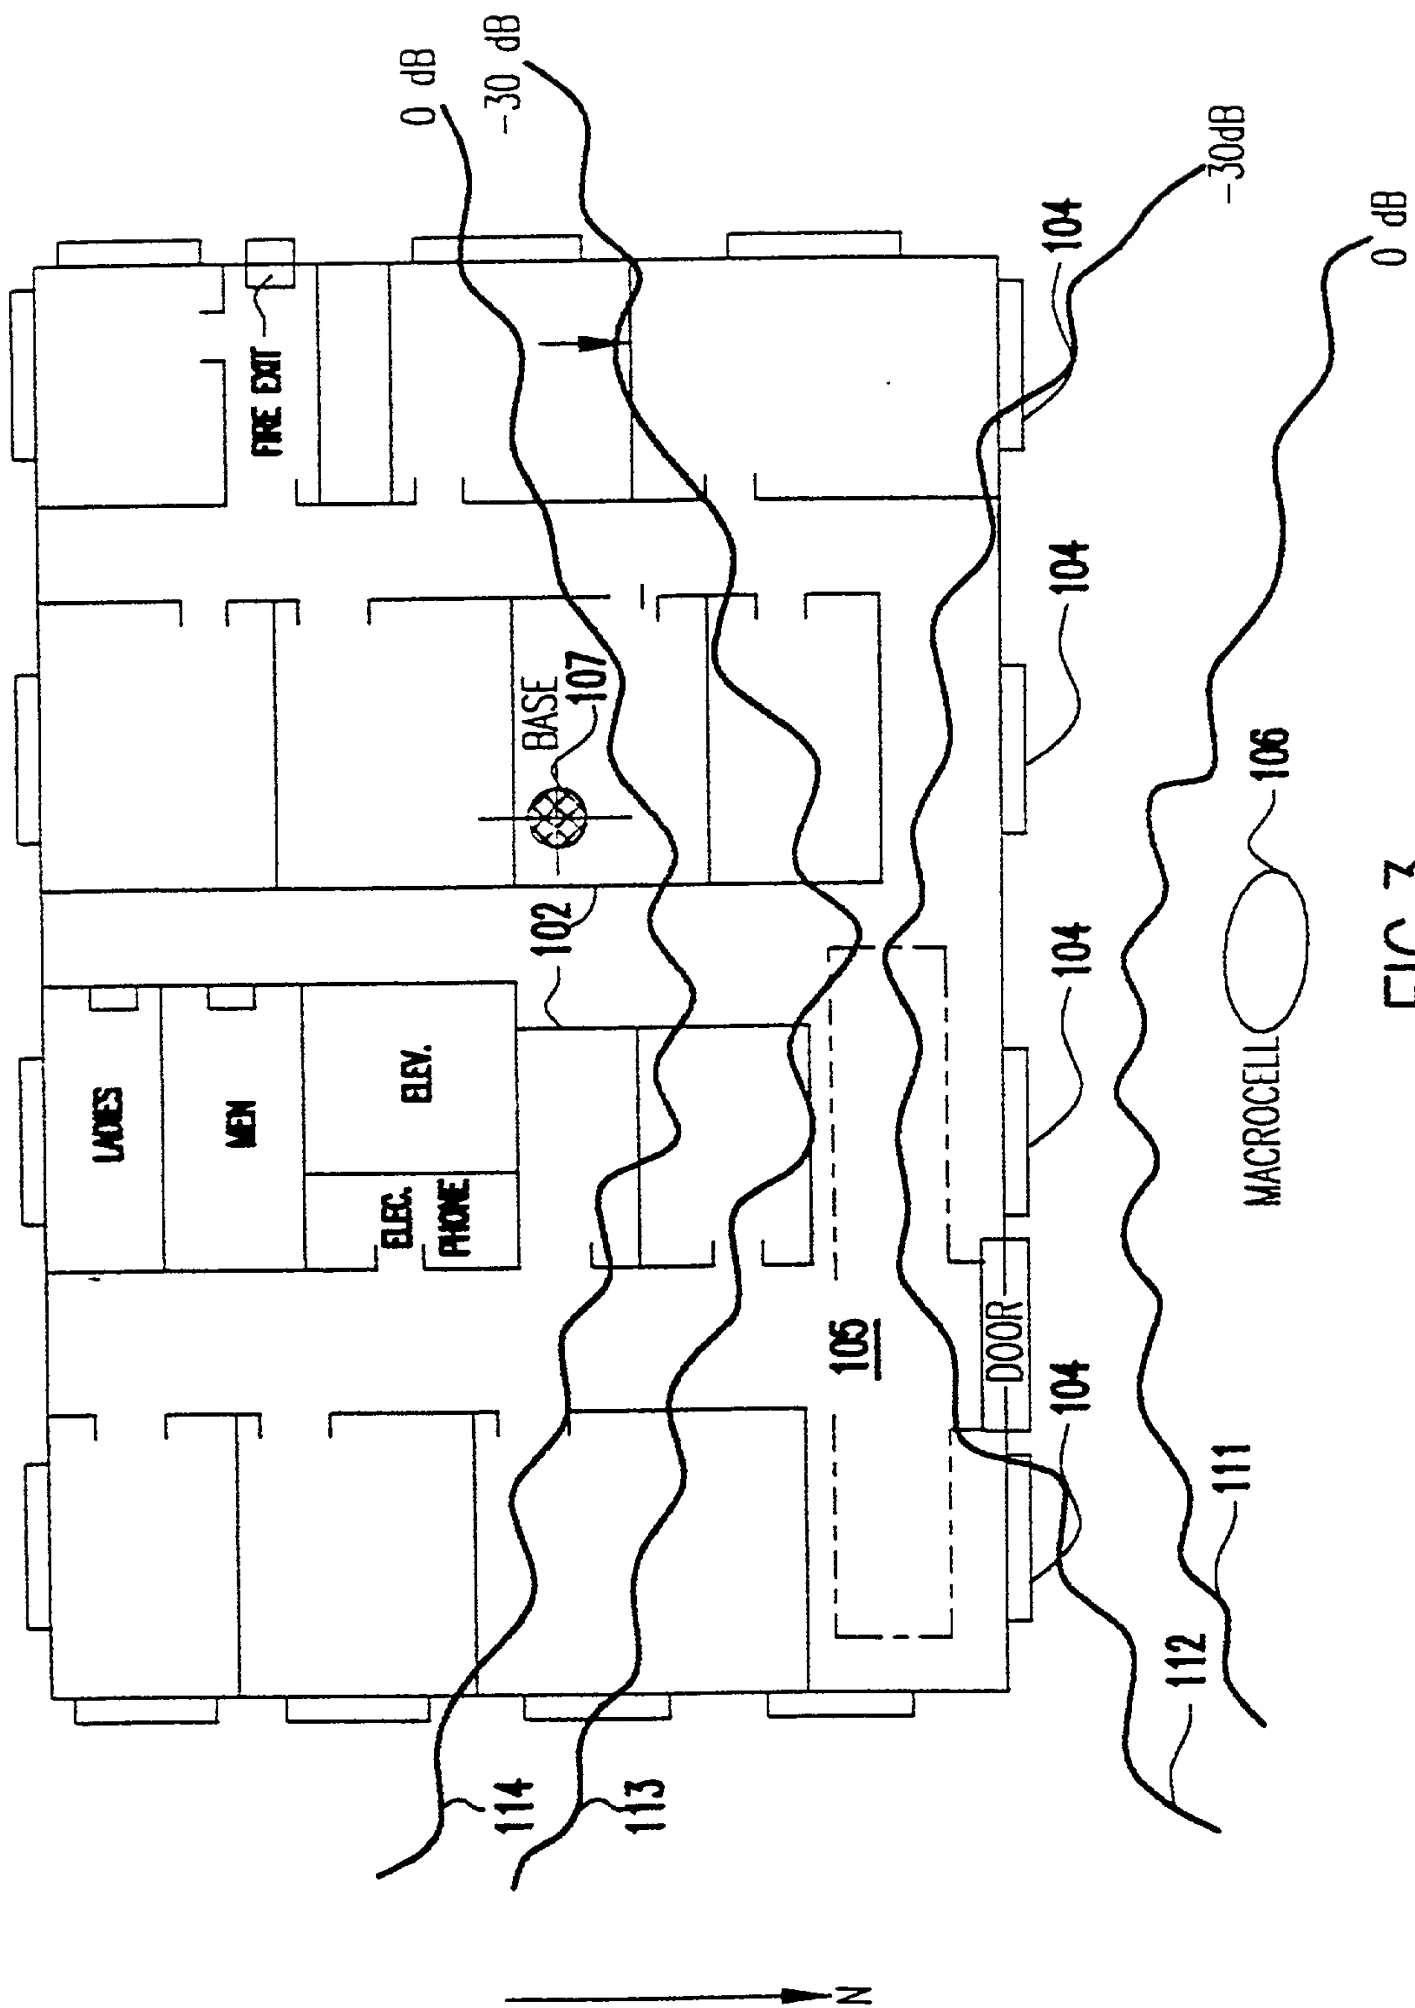 0 dB
-30 dB
-30dB
0 dB
104
FIRE EXIT
104
BASE
107
106
102
104
MACROCELL
LADIES
MEN
ELEV.
ELEC.
PHONE
105
DOOR
104
111
112
114
113
N